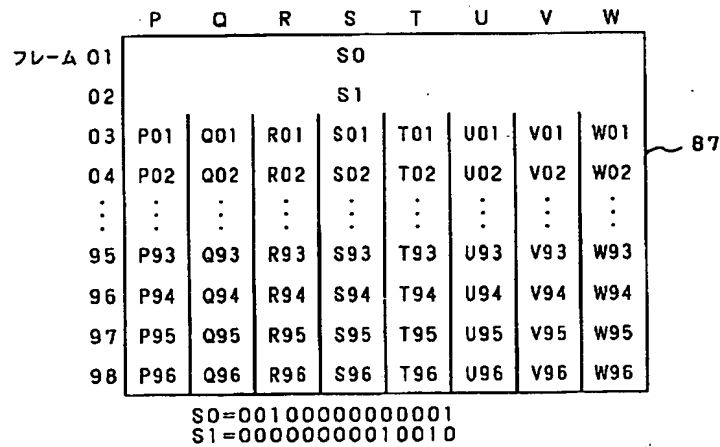 P Q R S T U V W
フレーム 01 S0
02 S1
03 P01 Q01 R01 S01 T01 U01 V01 W01
87
04 P02 Q02 R02 S02 T02 U02 V02 W02
⋮ ⋮ ⋮ ⋮ ⋮ ⋮ ⋮ ⋮ ⋮
95 P93 Q93 R93 S93 T93 U93 V93 W93
96 P94 Q94 R94 S94 T94 U94 V94 W94
97 P95 Q95 R95 S95 T95 U95 V95 W95
98 P96 Q96 R96 S96 T96 U96 V96 W96
S0=00100000000001
S1=00000000010010